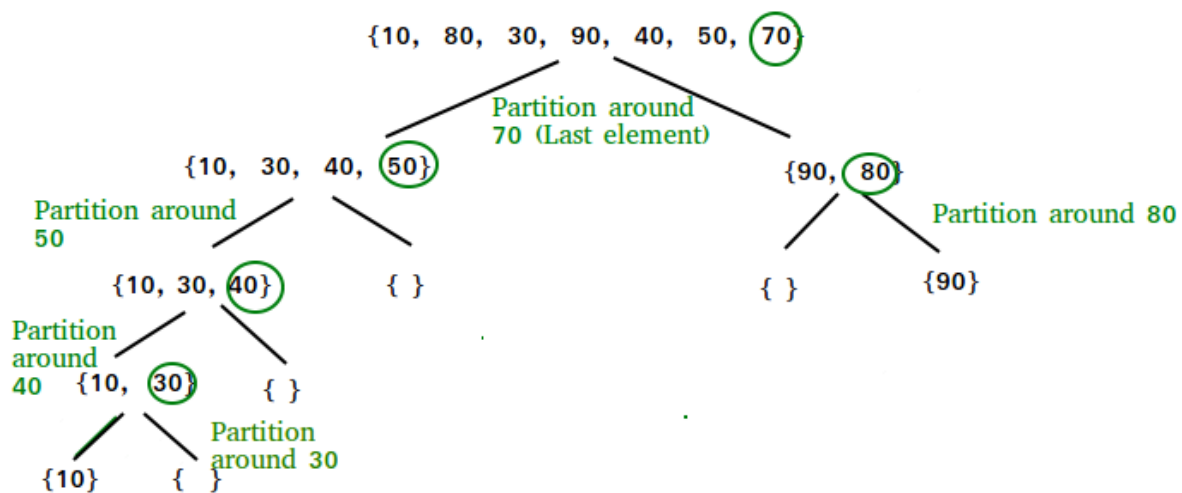 {10, 80, 30, 90, 40, 50, 70}
Partition around
70 (Last element)
{10, 30, 40, 50}
{90, 80}
Partition around
50
Partition around 80
{10, 30, 40}
{ }
{ }
{90}
Partition
around
40
{10, 30}
{ }
Partition
around 30
{10}
{ }